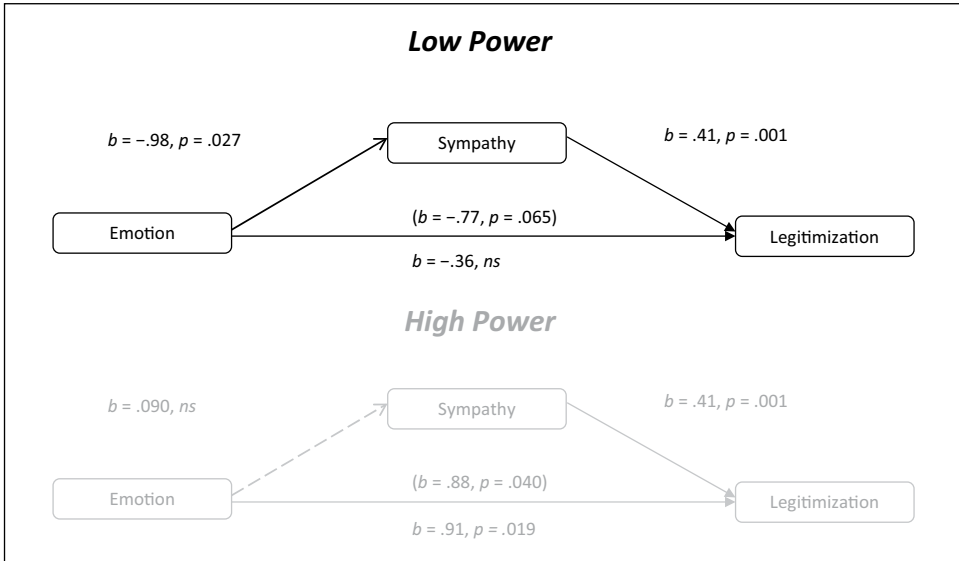 Low Power
b = −.98, p = .027
Sympathy
b = .41, p = .001
(b = −.77, p = .065)
Emotion
Legitimization
b = −.36, ns
High Power
b = .090, ns
Sympathy
b = .41, p = .001
(b = .88, p = .040)
Emotion
Legitimization
b = .91, p = .019